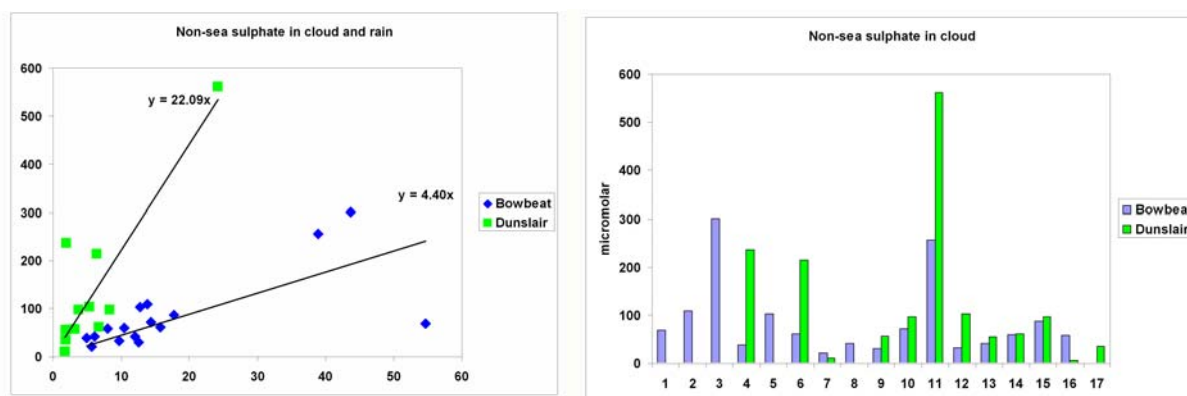 Non-sea sulphate in cloud and rain
600
500
400
300
200
100
0
0 10 20 30 40 50 60
y = 22.09x
y = 4.40x
Bowbeat
Dunslair
Non-sea sulphate in cloud
micromolar
600
500
400
300
200
100
0
1 2 3 4 5 6 7 8 9 10 11 12 13 14 15 16 17
Bowbeat
Dunslair